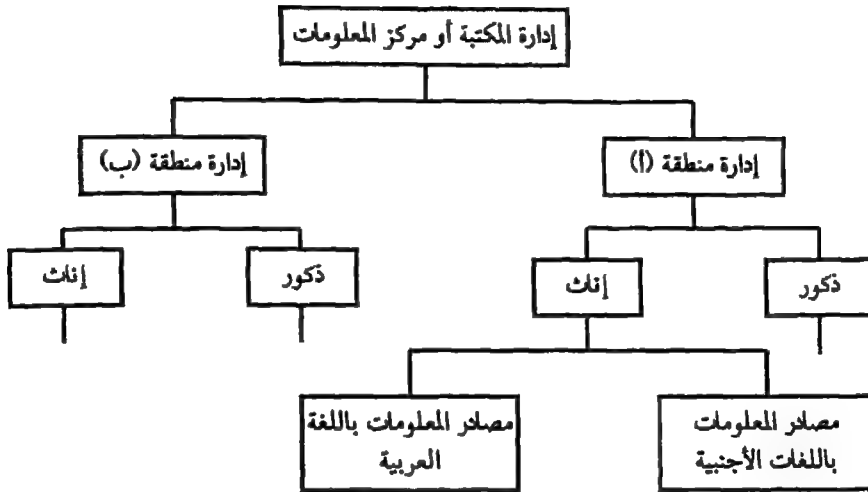 إدارة المكتبة أو مركز المعلومات
إدارة منطقة (أ)
إدارة منطقة (ب)
ذكور
إناث
ذكور
إناث
مصادر المعلومات
باللغات الأجنبية
مصادر المعلومات باللغة
العربية